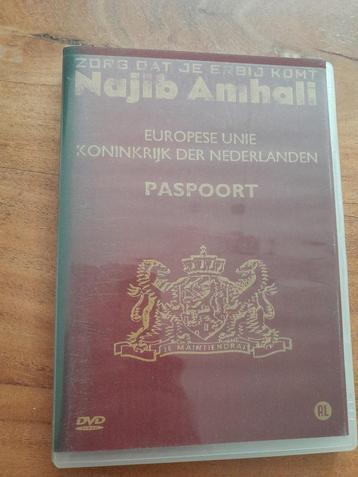 ZORG DAT JE ERBIJ KOMT
Najib Amhali
EUROPESE UNIE
KONINKRIJK DER NEDERLANDEN
PASPOORT
JE MAINTIENDRAI
DVD
AL